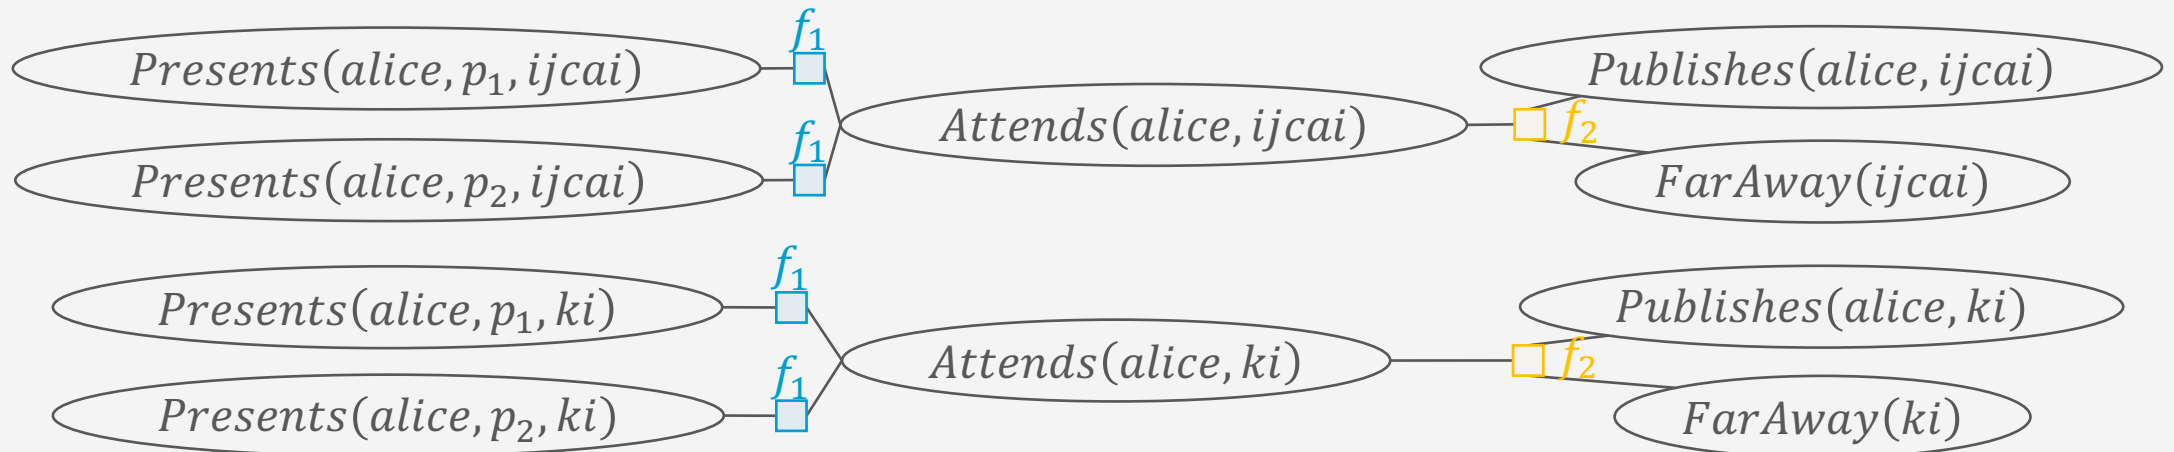 f₁
Presents(alice, p₁, ijcai)
Publishes(alice, ijcai)
f₁
Attends(alice, ijcai)
f₂
Presents(alice, p₂, ijcai)
FarAway(ijcai)
f₁
Presents(alice, p₁, ki)
Publishes(alice, ki)
f₁
Attends(alice, ki)
f₂
Presents(alice, p₂, ki)
FarAway(ki)